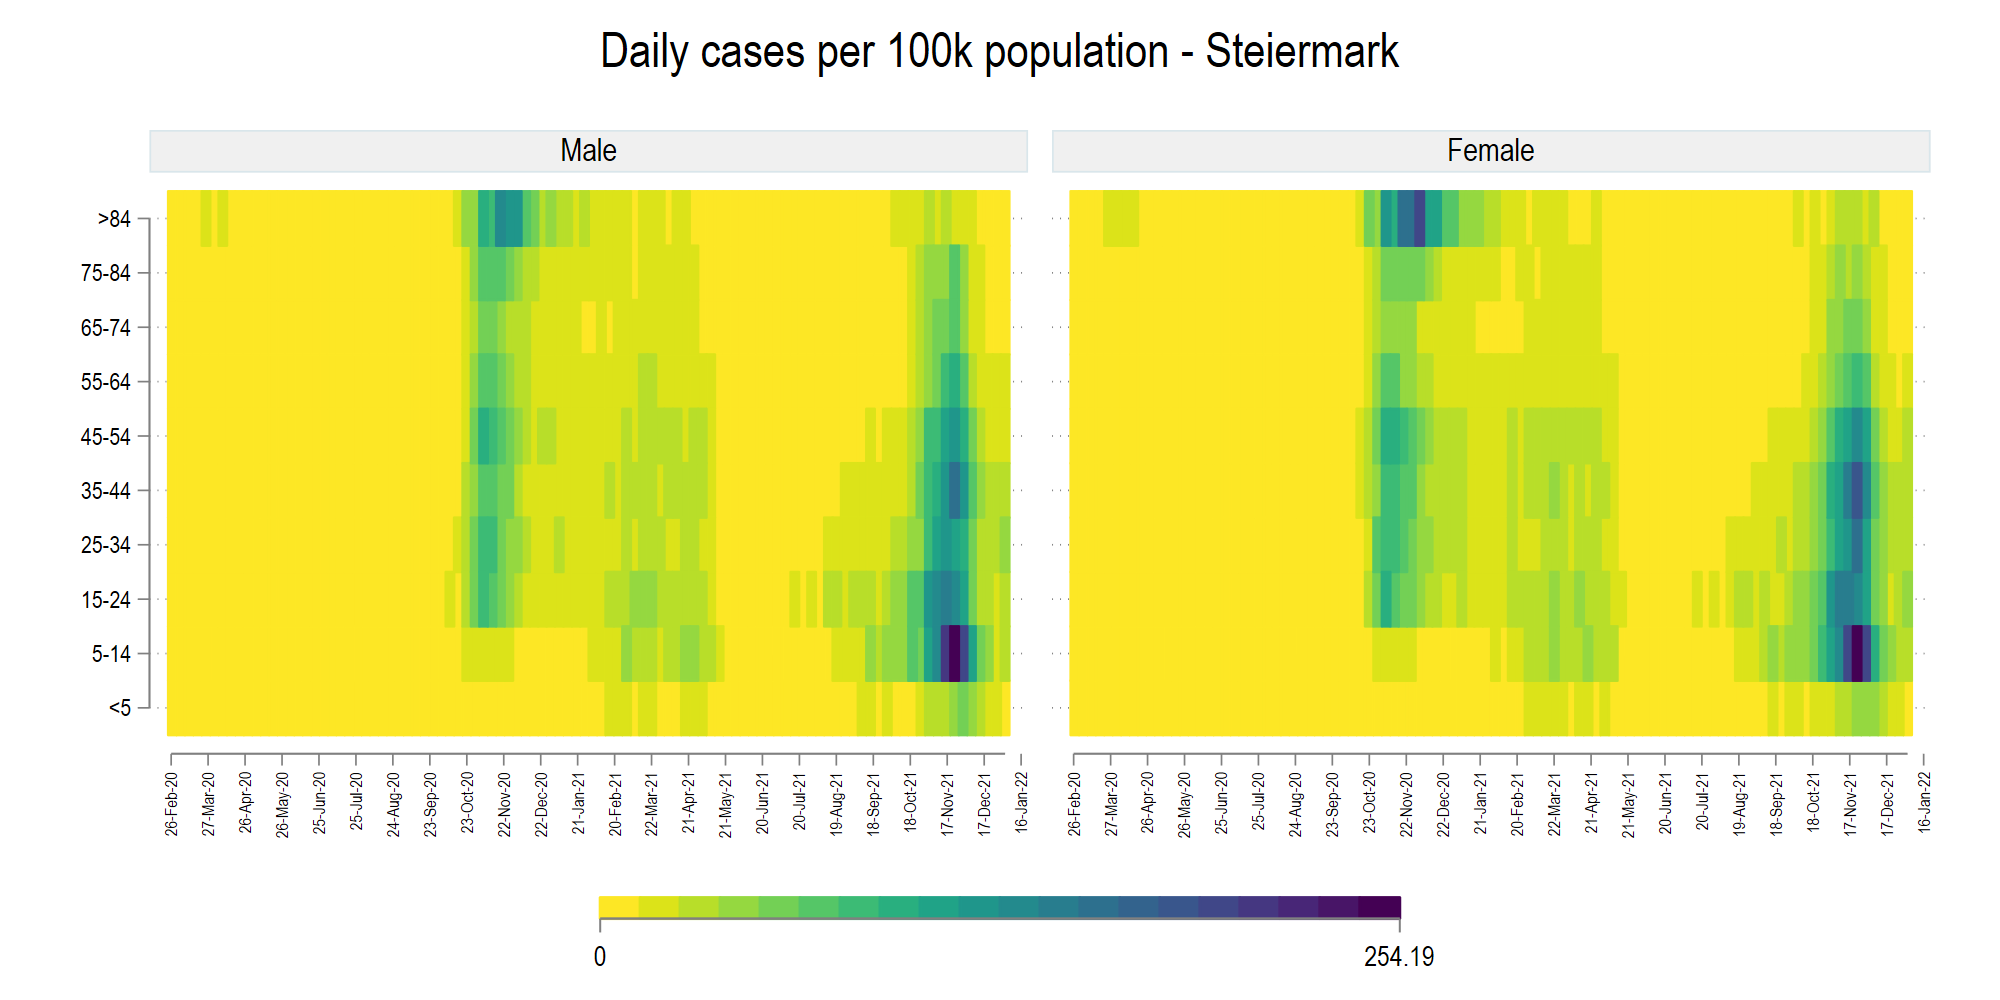 Daily cases per 100k population - Steiermark
Male
Female
>84
75-84
65-74
55-64
45-54
35-44
25-34
15-24
5-14
<5
26-Feb-20
27-Mar-20
26-Apr-20
26-May-20
25-Jun-20
25-Jul-20
24-Aug-20
23-Sep-20
23-Oct-20
22-Nov-20
22-Dec-20
21-Jan-21
20-Feb-21
22-Mar-21
21-Apr-21
21-May-21
20-Jun-21
20-Jul-21
19-Aug-21
18-Sep-21
18-Oct-21
17-Nov-21
17-Dec-21
16-Jan-22
26-Feb-20
27-Mar-20
26-Apr-20
26-May-20
25-Jun-20
25-Jul-20
24-Aug-20
23-Sep-20
23-Oct-20
22-Nov-20
22-Dec-20
21-Jan-21
20-Feb-21
22-Mar-21
21-Apr-21
21-May-21
20-Jun-21
20-Jul-21
19-Aug-21
18-Sep-21
18-Oct-21
17-Nov-21
17-Dec-21
16-Jan-22
0
254.19